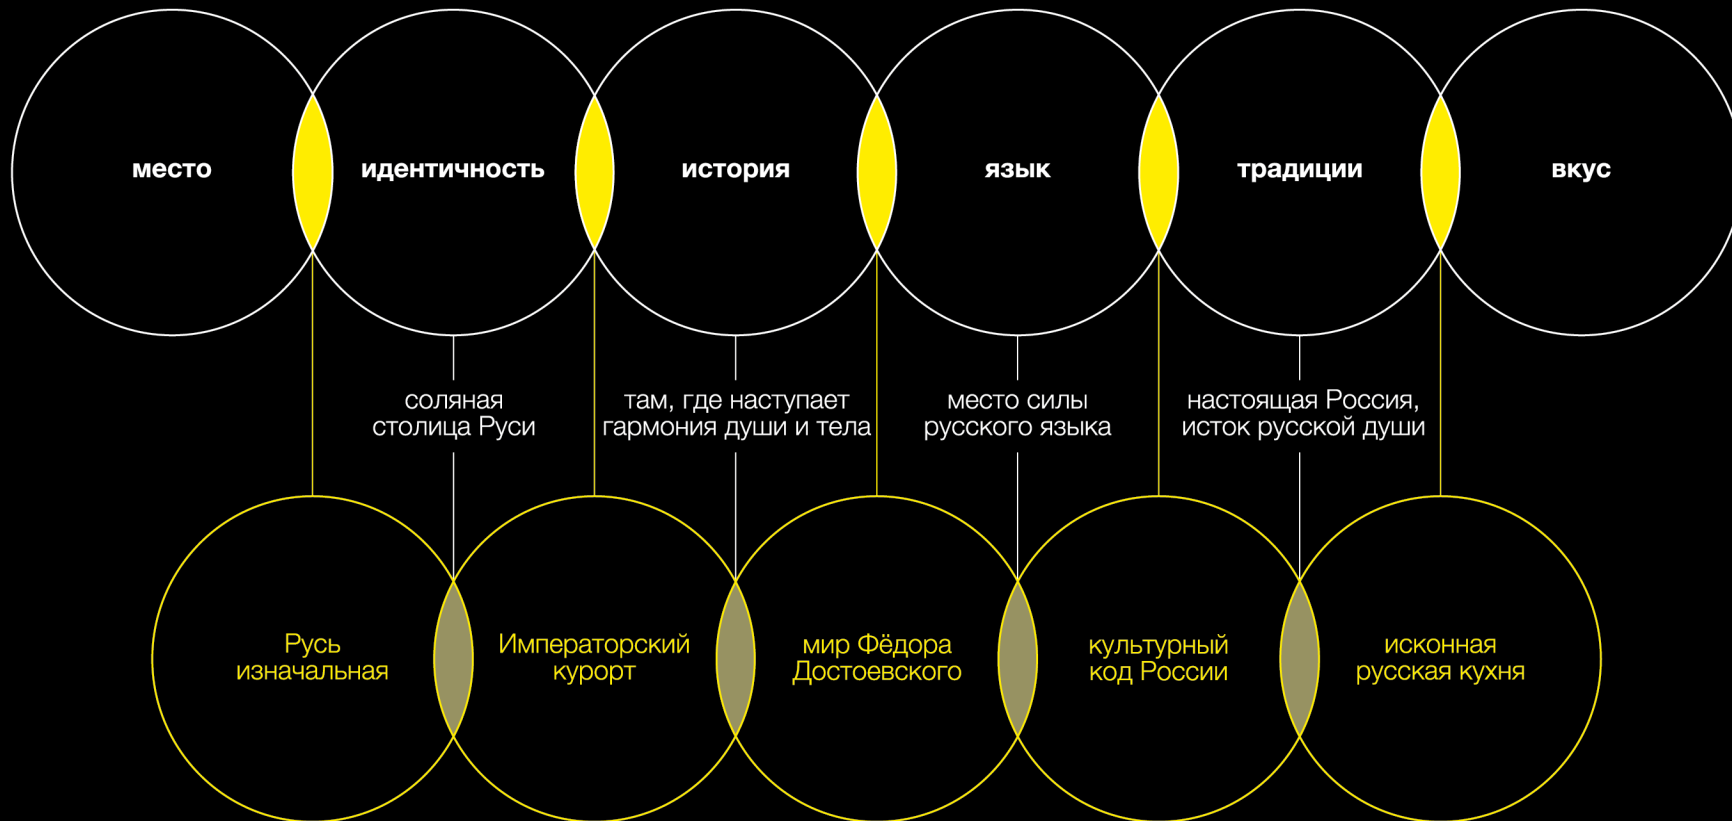 место
идентичность
история
язык
традиции
вкус
соляная
столица Руси
там, где наступает
гармония души и тела
место силы
русского языка
настоящая Россия,
исток русской души
Русь
изначальная
Императорский
курорт
мир Фёдора
Достоевского
культурный
код России
исконная
русская кухня